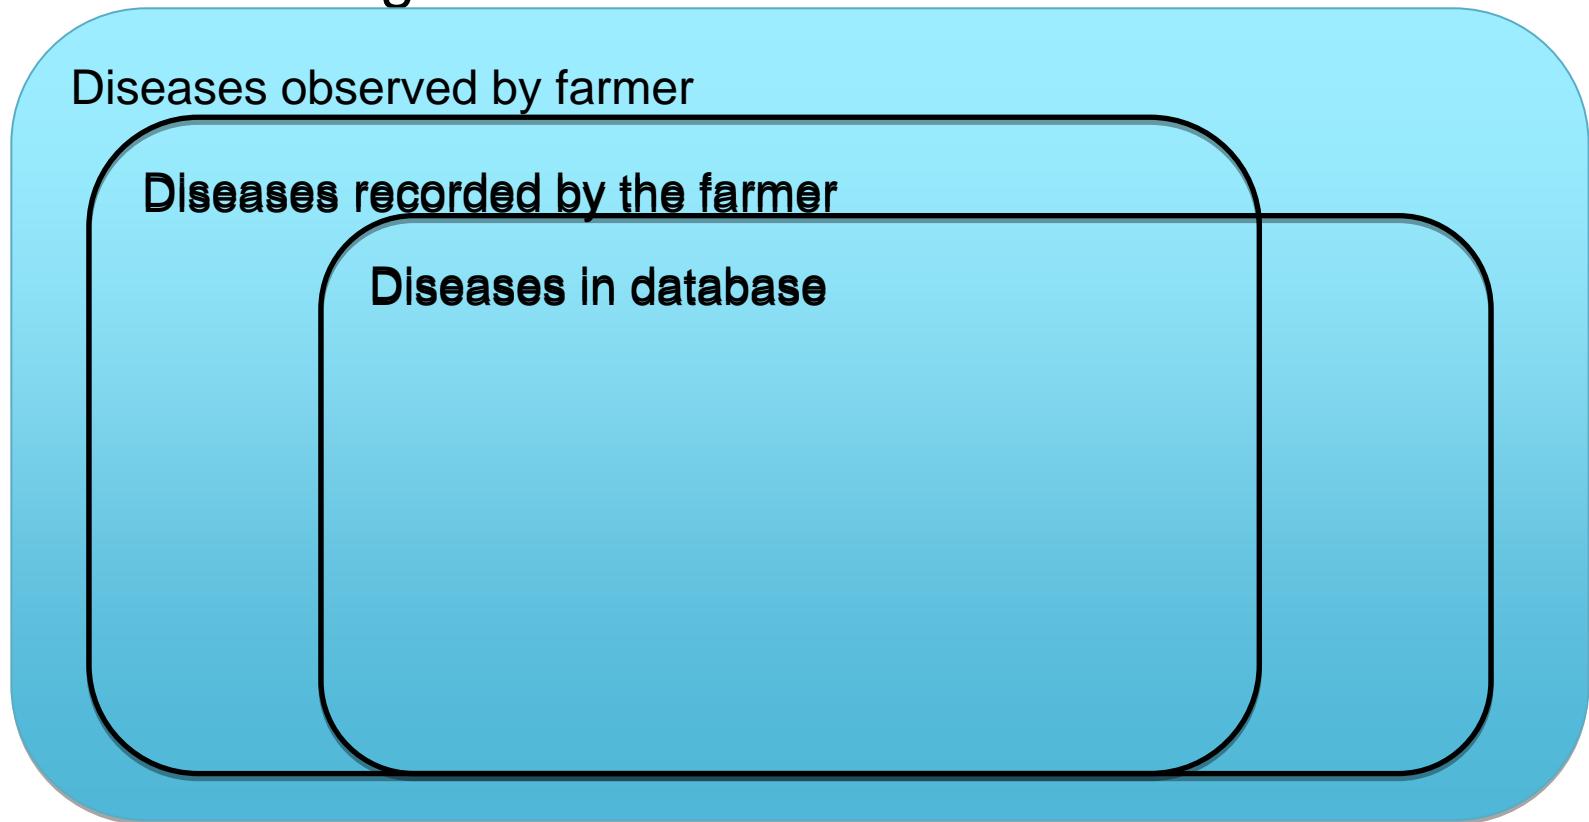 Diseases observed by farmer
Diseases recorded by the farmer
Diseases in database